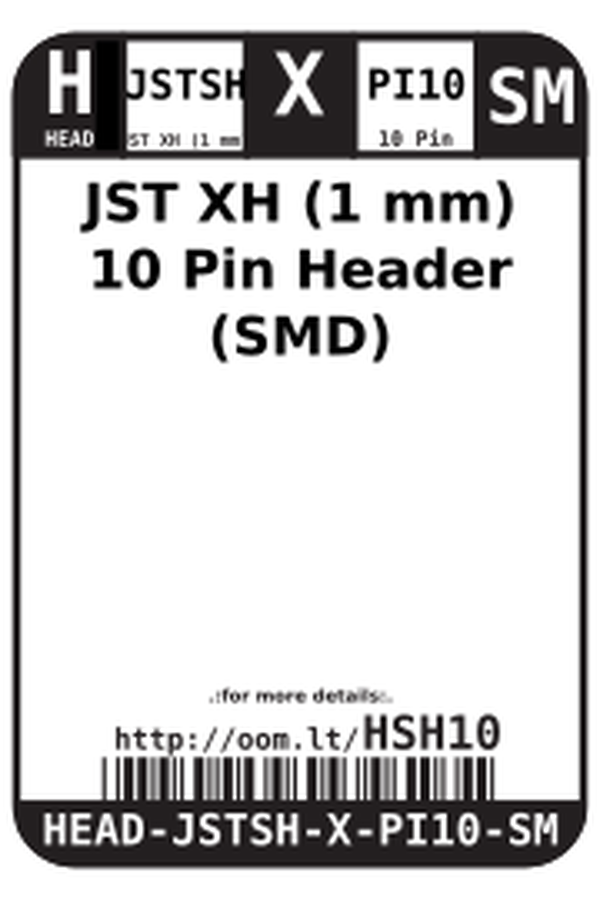 H JSTSH X PI10 SM
HEAD ST XH (1 mm 10 Pin
JST XH (1 mm)
10 Pin Header
(SMD)
.:for more details:.
http://oom.lt/HSH10
HEAD-JSTSH-X-PI10-SM